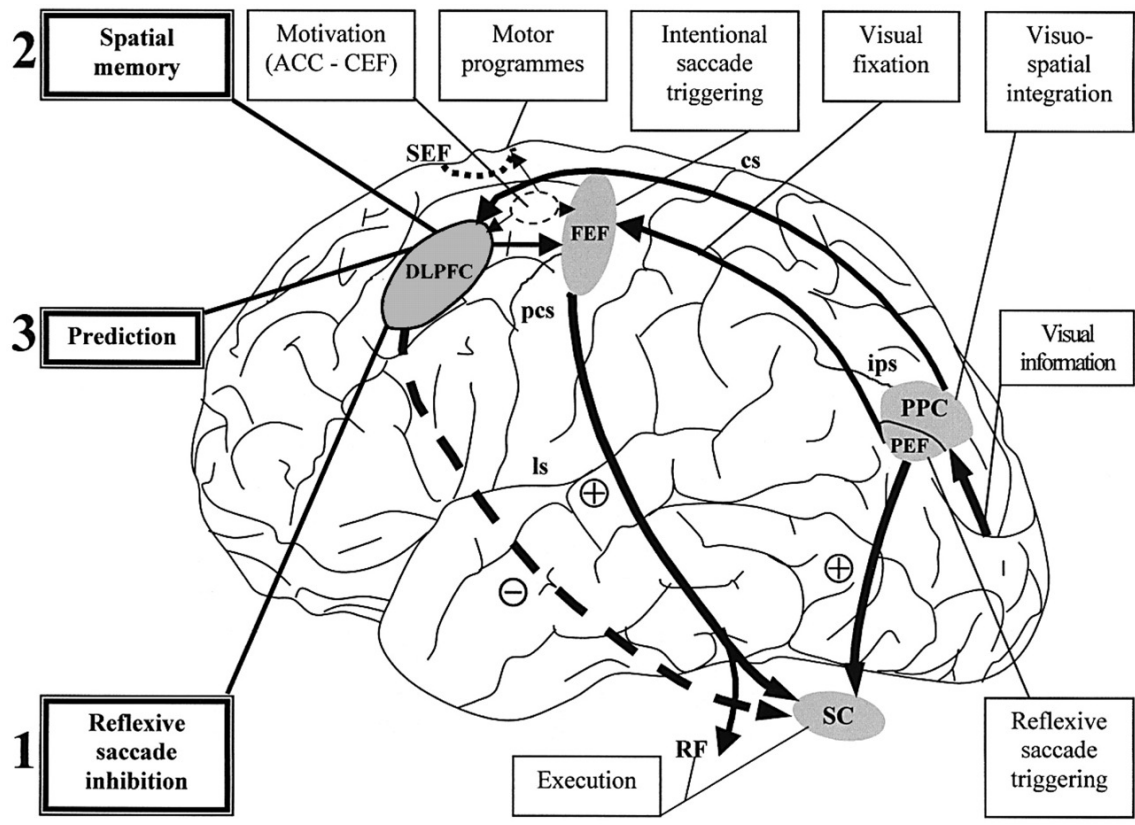 2
Spatial
memory
Motivation
(ACC - CEF)
Motor
programmes
Intentional
saccade
triggering
Visual
fixation
Visuo-
spatial
integration
SEF
cs
FEF
DLPFC
3
Prediction
pcs
ips
Visual
information
PPC
PEF
ls
+
+
−
1
Reflexive
saccade
inhibition
SC
RF
Execution
Reflexive
saccade
triggering